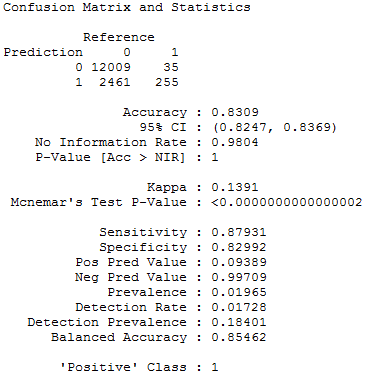 Confusion Matrix and Statistics
Reference
Prediction 0 1
0 12009 35
1 2461 255
Accuracy : 0.8309
95% CI : (0.8247, 0.8369)
No Information Rate : 0.9804
P-Value [Acc > NIR] : 1
Kappa : 0.1391
Mcnemar's Test P-Value : <0.0000000000000002
Sensitivity : 0.87931
Specificity : 0.82992
Pos Pred Value : 0.09389
Neg Pred Value : 0.99709
Prevalence : 0.01965
Detection Rate : 0.01728
Detection Prevalence : 0.18401
Balanced Accuracy : 0.85462
'Positive' Class : 1